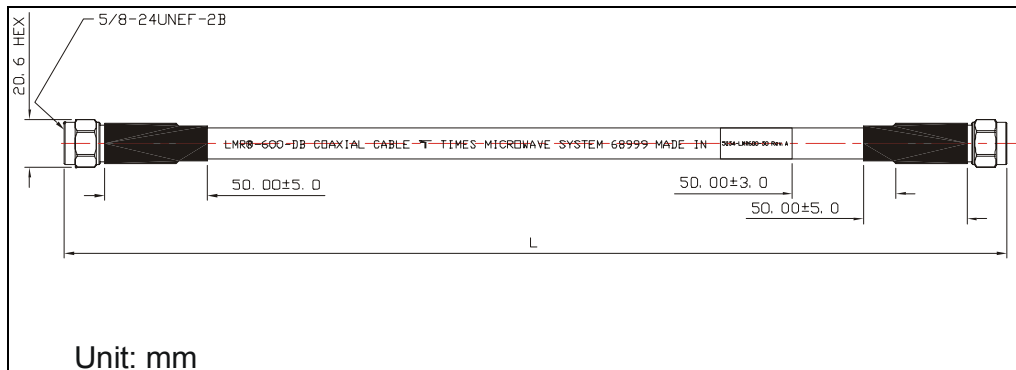 5/8-24UNEF-2B
20.6 HEX
LMR®-600-DB COAXIAL CABLE T TIMES MICROWAVE SYSTEM 68999 MADE IN
50.00±5.0
50.00±3.0
50.00±5.0
L
Unit: mm